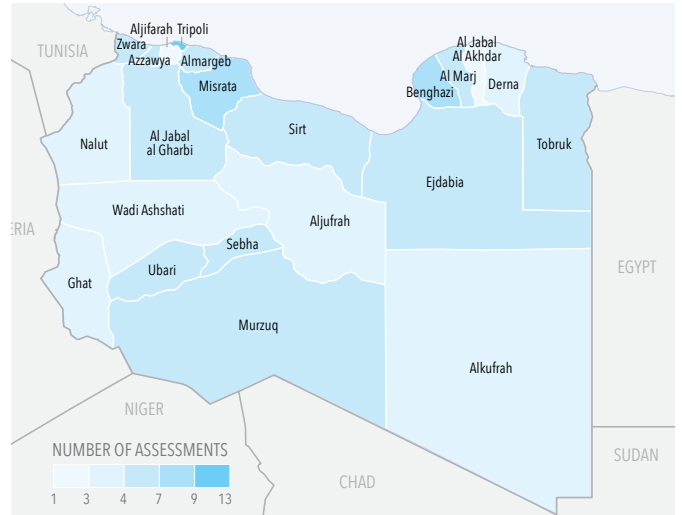 Aljifarah Tripoli
Al Jabal
Al Akhdar
TUNISIA
Zwara
Azzawya
Almargeb
Al Marj
Derna
Misrata
Benghazi
Sirt
Tobruk
Nalut
Al Jabal
al Gharbi
Ejdabia
Wadi Ashshati
Aljufrah
ERIA
Sebha
Ubari
EGYPT
Ghat
Murzuq
Alkufrah
NIGER
NUMBER OF ASSESSMENTS
1 3 4 7 9 13
CHAD
SUDAN